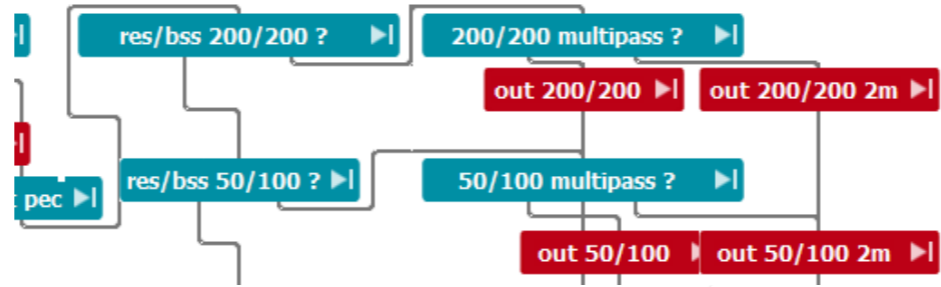 res/bss 200/200 ?
200/200 multipass ?
out 200/200
out 200/200 2m
pec
res/bss 50/100 ?
50/100 multipass ?
out 50/100
out 50/100 2m